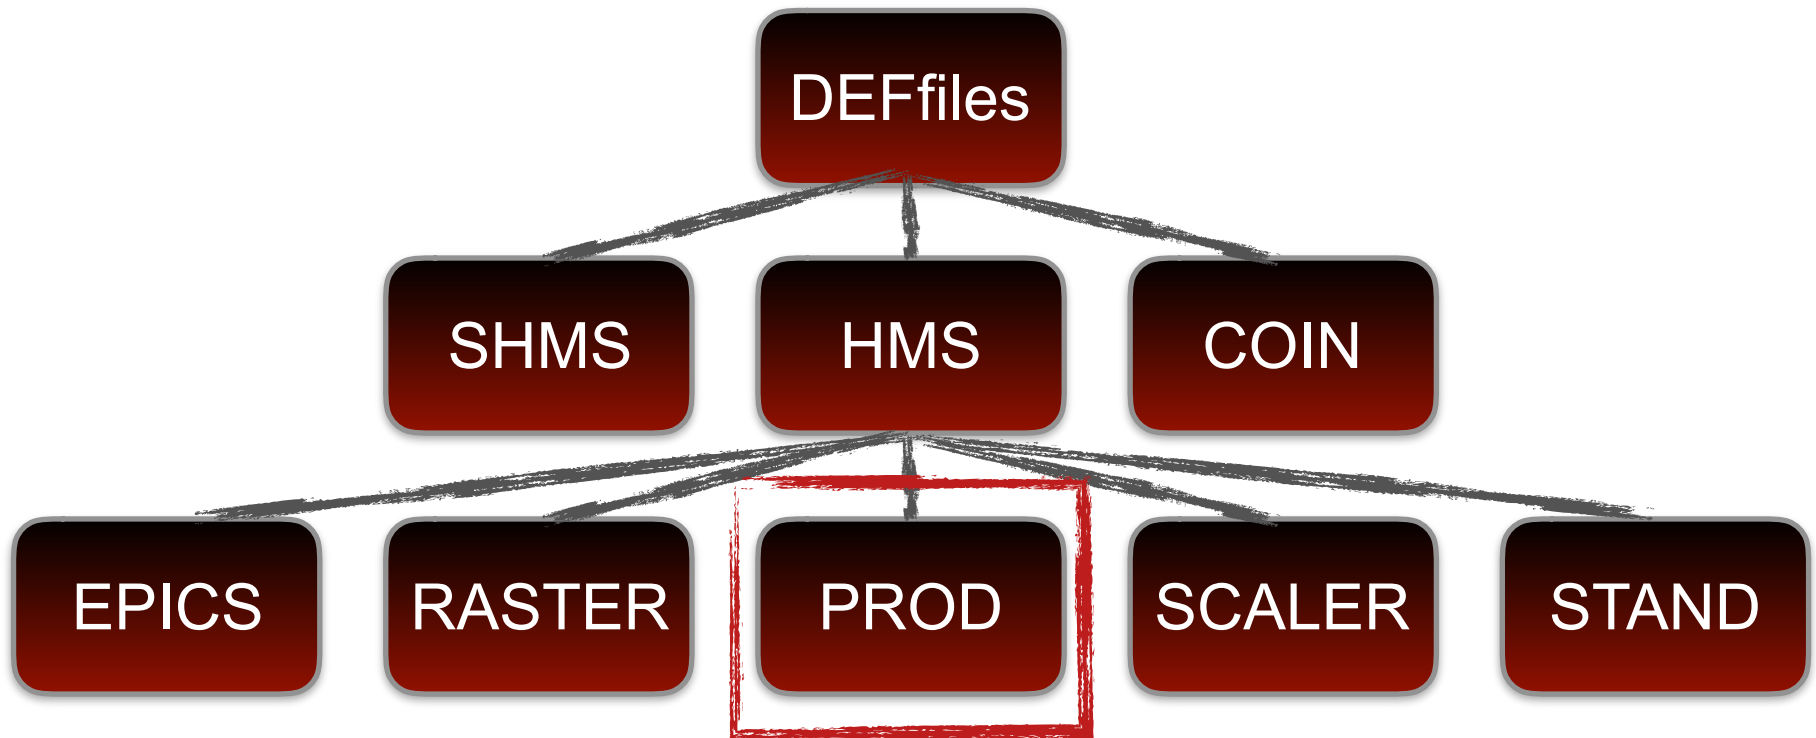 DEFfiles
SHMS
HMS
COIN
EPICS
RASTER
PROD
SCALER
STAND